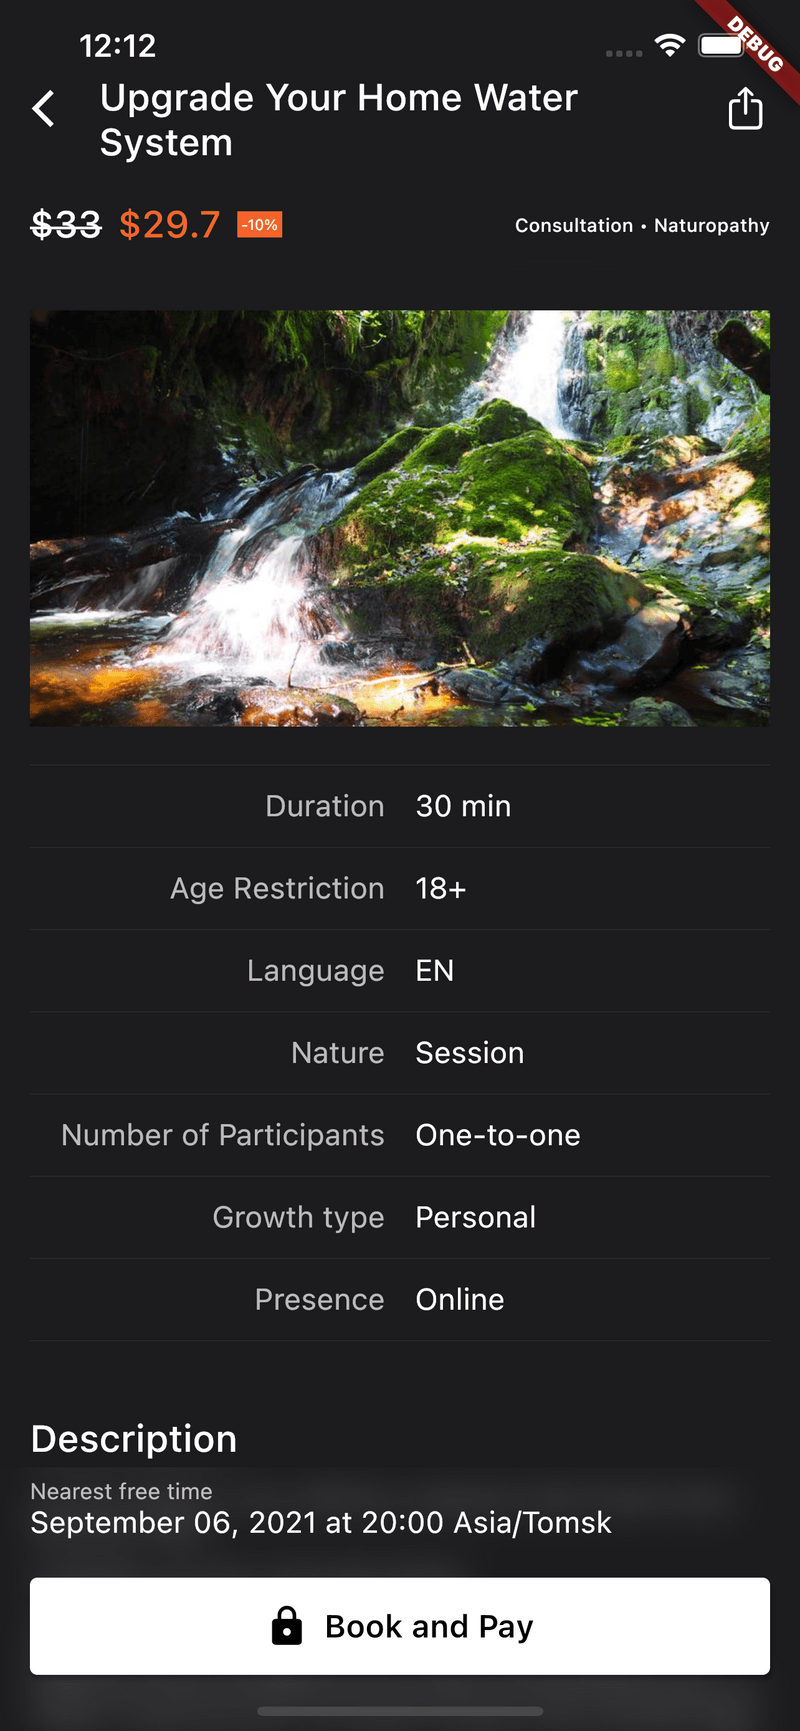 12:12
DEBUG
Upgrade Your Home Water
System
$33 $29.7 -10% Consultation • Naturopathy
Duration 30 min
Age Restriction 18+
Language EN
Nature Session
Number of Participants One-to-one
Growth type Personal
Presence Online
Description
Nearest free time
September 06, 2021 at 20:00 Asia/Tomsk
Book and Pay